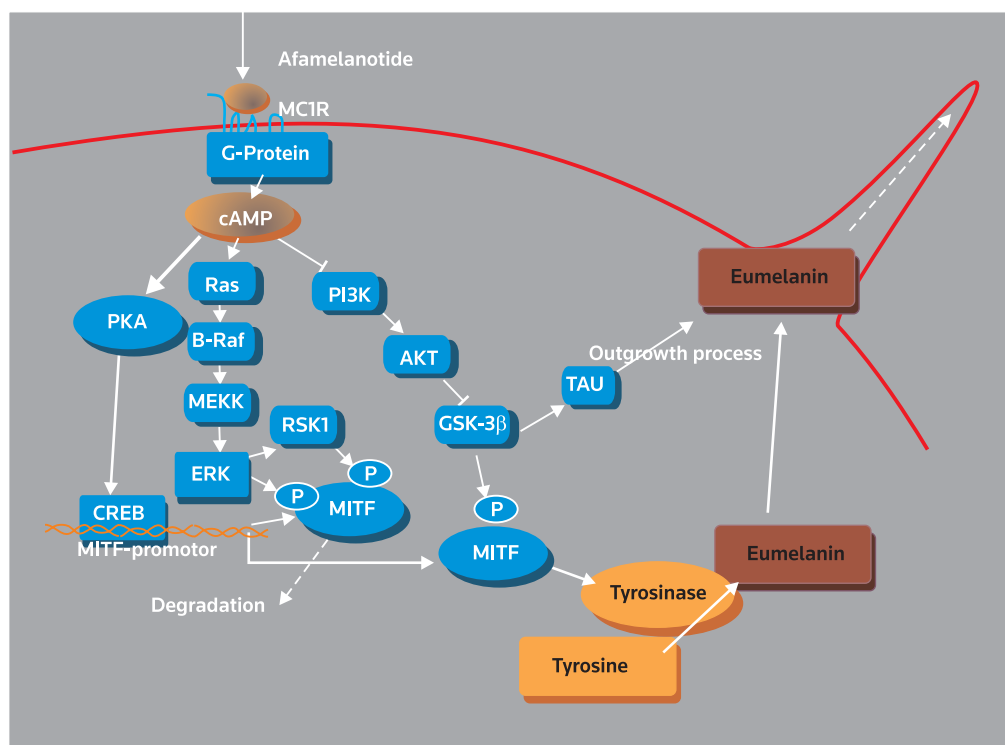 Afamelanotide
MC1R
G-Protein
cAMP
Ras
PI3K
PKA
B-Raf
AKT
MEKK
RSK1
ERK
P
P
MITF
CREB
MITF-promotor
Degradation
GSK-3β
TAU
Outgrowth process
Eumelanin
P
MITF
Tyrosinase
Tyrosine
Eumelanin